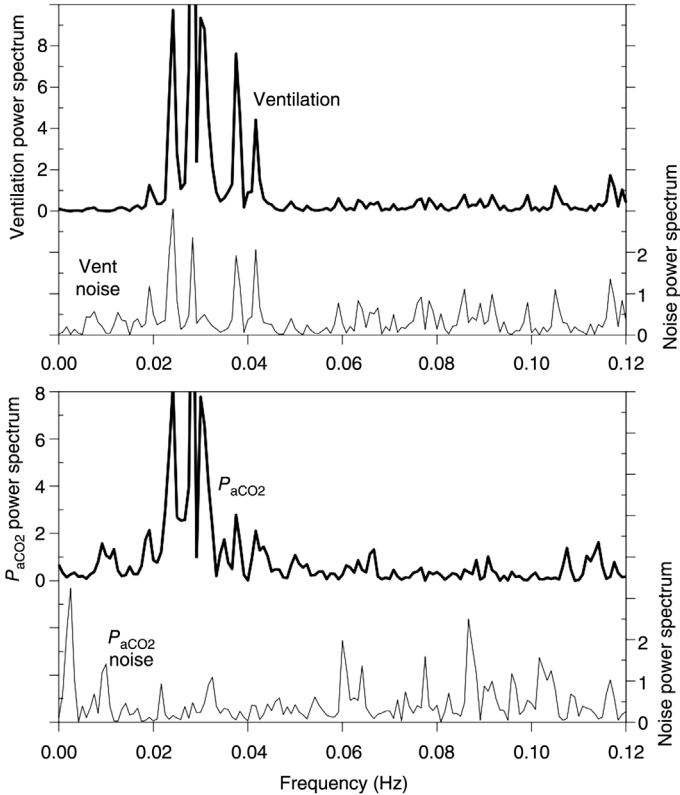 Ventilation power spectrum
8
6
4
2
0
Ventilation
Vent
noise
Noise power spectrum
2
1
0
0.00 0.02 0.04 0.06 0.08 0.10 0.12
PaCO2 power spectrum
8
6
4
2
0
PaCO2
PaCO2
noise
Noise power spectrum
2
1
0
0.00 0.02 0.04 0.06 0.08 0.10 0.12
Frequency (Hz)